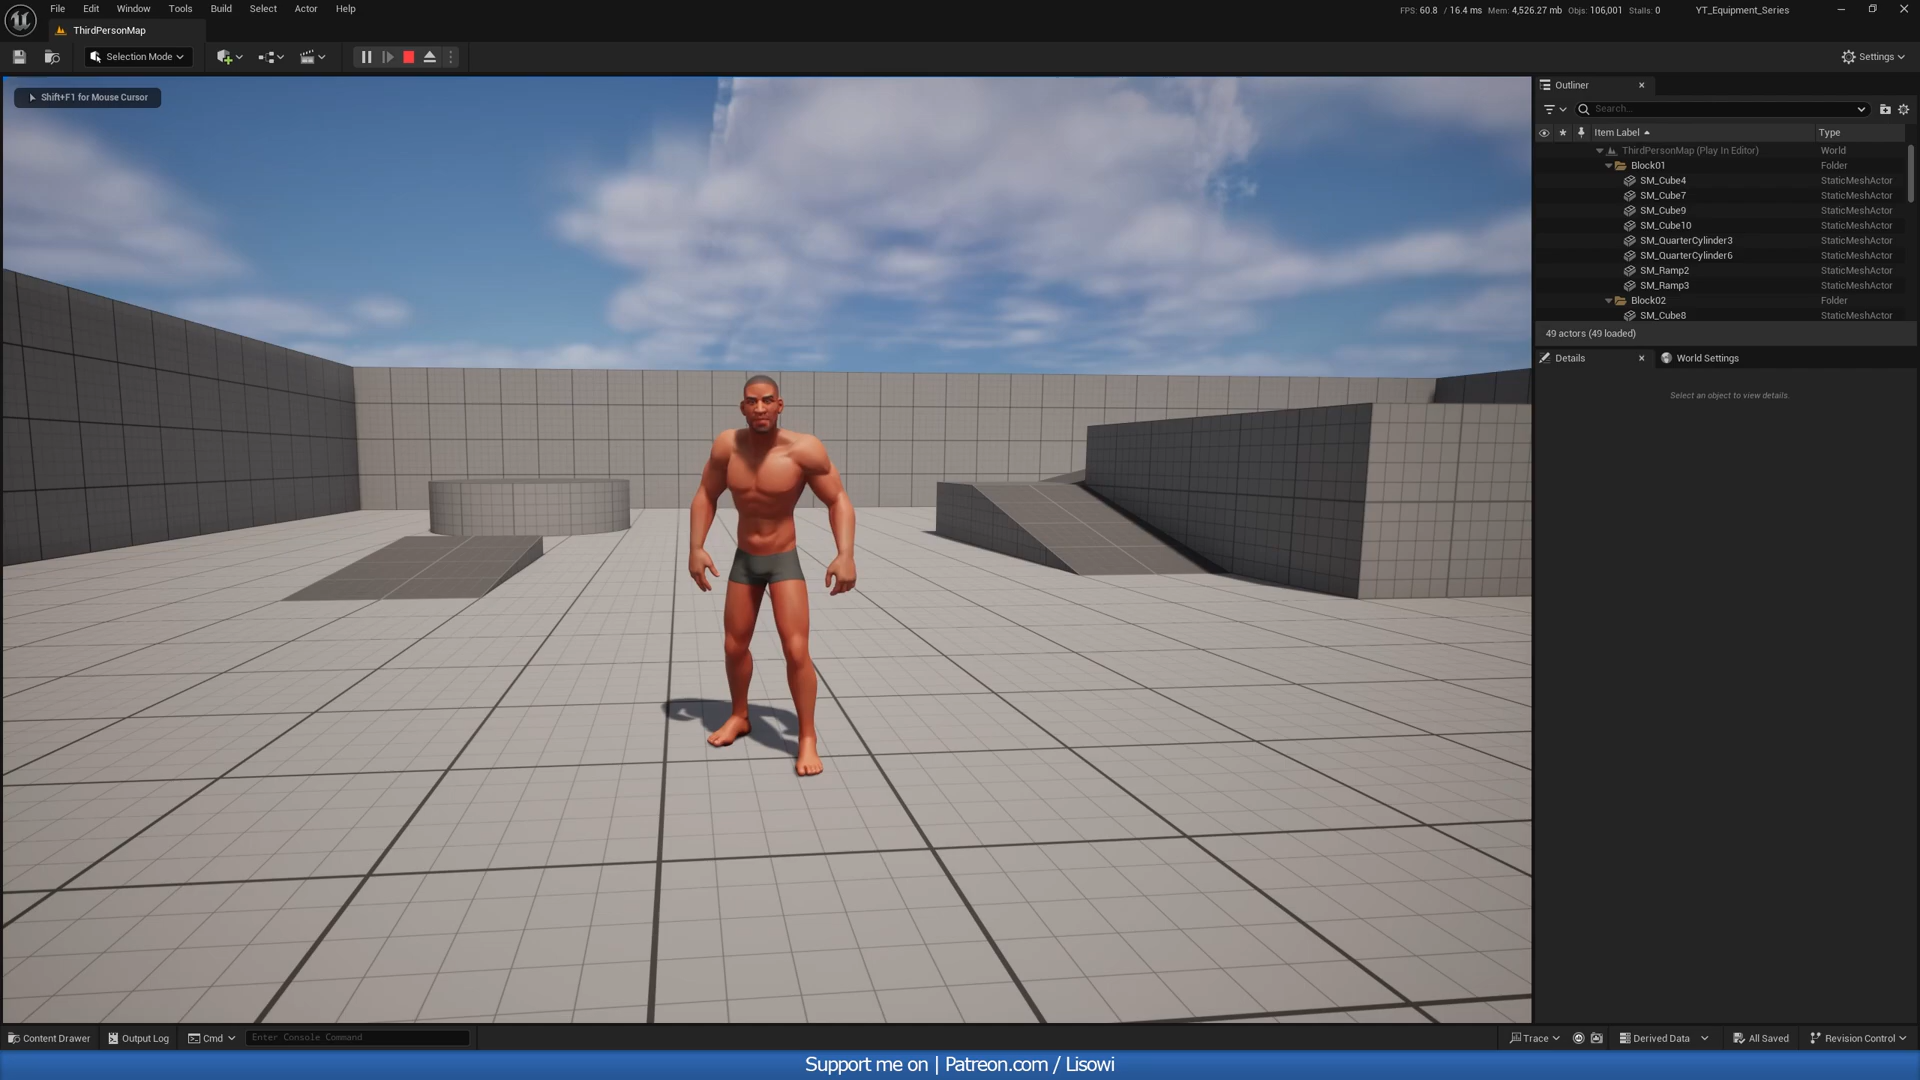 File Edit Window Tools Build Select Actor Help
FPS: 60.8 / 16.4 ms Mem: 4,526.27 mb Objs: 106,001 Stalls: 0 YT_Equipment_Series
ThirdPersonMap
Selection Mode
Settings
Shift+F1 for Mouse Cursor
Outliner
Search...
Item Label Type
ThirdPersonMap (Play In Editor) World
Block01 Folder
SM_Cube4 StaticMeshActor
SM_Cube7 StaticMeshActor
SM_Cube9 StaticMeshActor
SM_Cube10 StaticMeshActor
SM_QuarterCylinder3 StaticMeshActor
SM_QuarterCylinder6 StaticMeshActor
SM_Ramp2 StaticMeshActor
SM_Ramp3 StaticMeshActor
Block02 Folder
SM_Cube8 StaticMeshActor
49 actors (49 loaded)
Details World Settings
Select an object to view details.
Content Drawer Output Log Cmd Enter Console Command Trace Derived Data All Saved Revision Control
Support me on | Patreon.com / Lisowi